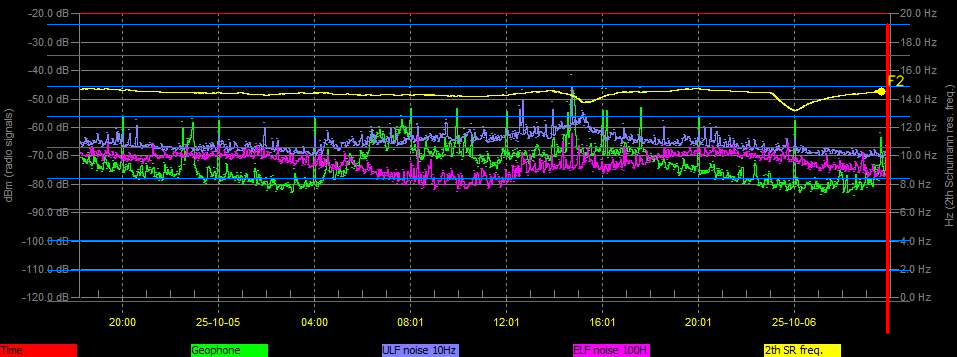 -20.0 dB
20.0 Hz
-30.0 dB
18.0 Hz
-40.0 dB
16.0 Hz
F2
-50.0 dB
14.0 Hz
-60.0 dB
12.0 Hz
-70.0 dB
10.0 Hz
-80.0 dB
8.0 Hz
-90.0 dB
6.0 Hz
-100.0 dB
4.0 Hz
-110.0 dB
2.0 Hz
-120.0 dB
0.0 Hz
dBm (radio signals)
Hz (2th Schumann res. freq.)
20:00 25-10-05 04:00 08:01 12:01 16:01 20:01 25-10-06
Time Geophone ULF noise 10Hz ELF noise 100H 2th SR freq.